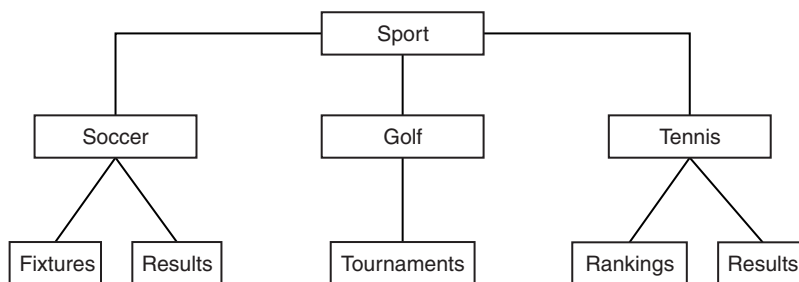 Sport
Soccer
Golf
Tennis
Fixtures
Results
Tournaments
Rankings
Results